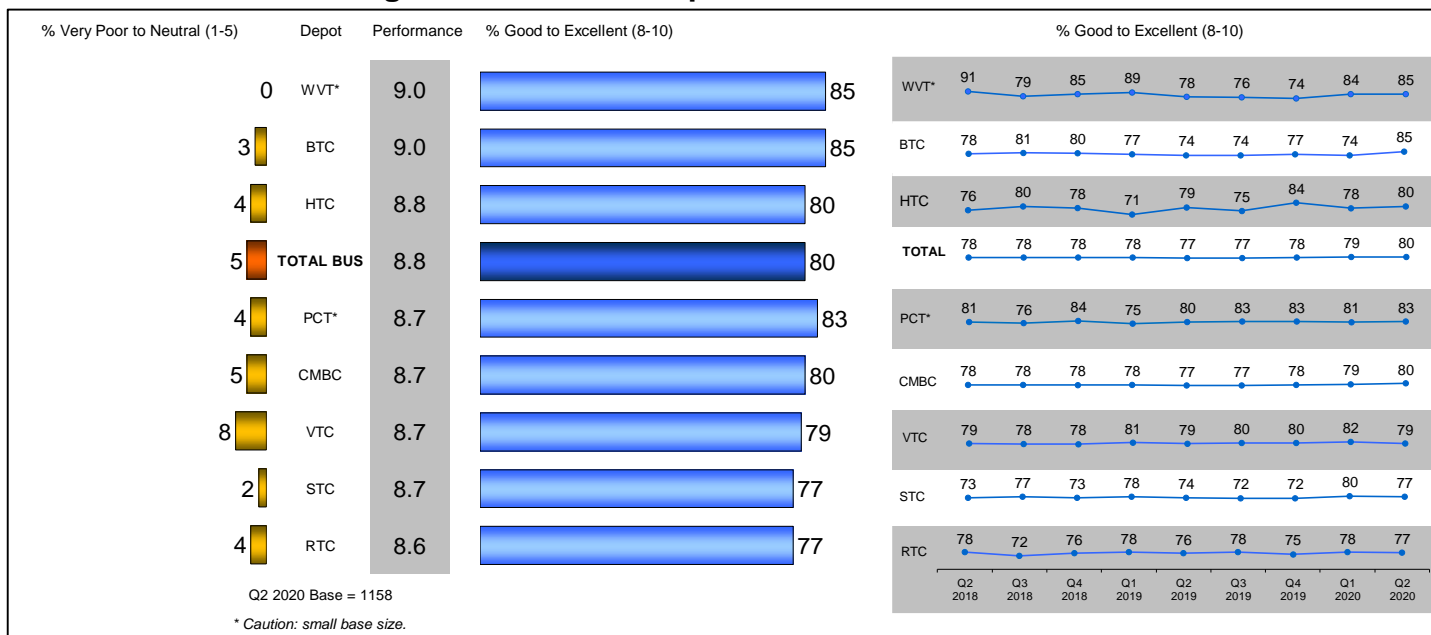 % Very Poor to Neutral (1-5) Depot Performance % Good to Excellent (8-10) % Good to Excellent (8-10)
0 WVT* 9.0 85
3 BTC 9.0 85
4 HTC 8.8 80
5 TOTAL BUS 8.8 80
4 PCT* 8.7 83
5 CMBC 8.7 80
8 VTC 8.7 79
2 STC 8.7 77
4 RTC 8.6 77
Q2 2020 Base = 1158
* Caution: small base size.
WVT* 91 79 85 89 78 76 74 84 85
BTC 78 81 80 77 74 74 77 74 85
HTC 76 80 78 71 79 75 84 78 80
TOTAL 78 78 78 78 77 77 78 79 80
PCT* 81 76 84 75 80 83 83 81 83
CMBC 78 78 78 78 77 77 78 79 80
VTC 79 78 78 81 79 80 80 82 79
STC 73 77 73 78 74 72 72 80 77
RTC 78 72 76 78 76 78 75 78 77
Q2 Q3 Q4 Q1 Q2 Q3 Q4 Q1 Q2
2018 2018 2018 2019 2019 2019 2019 2020 2020